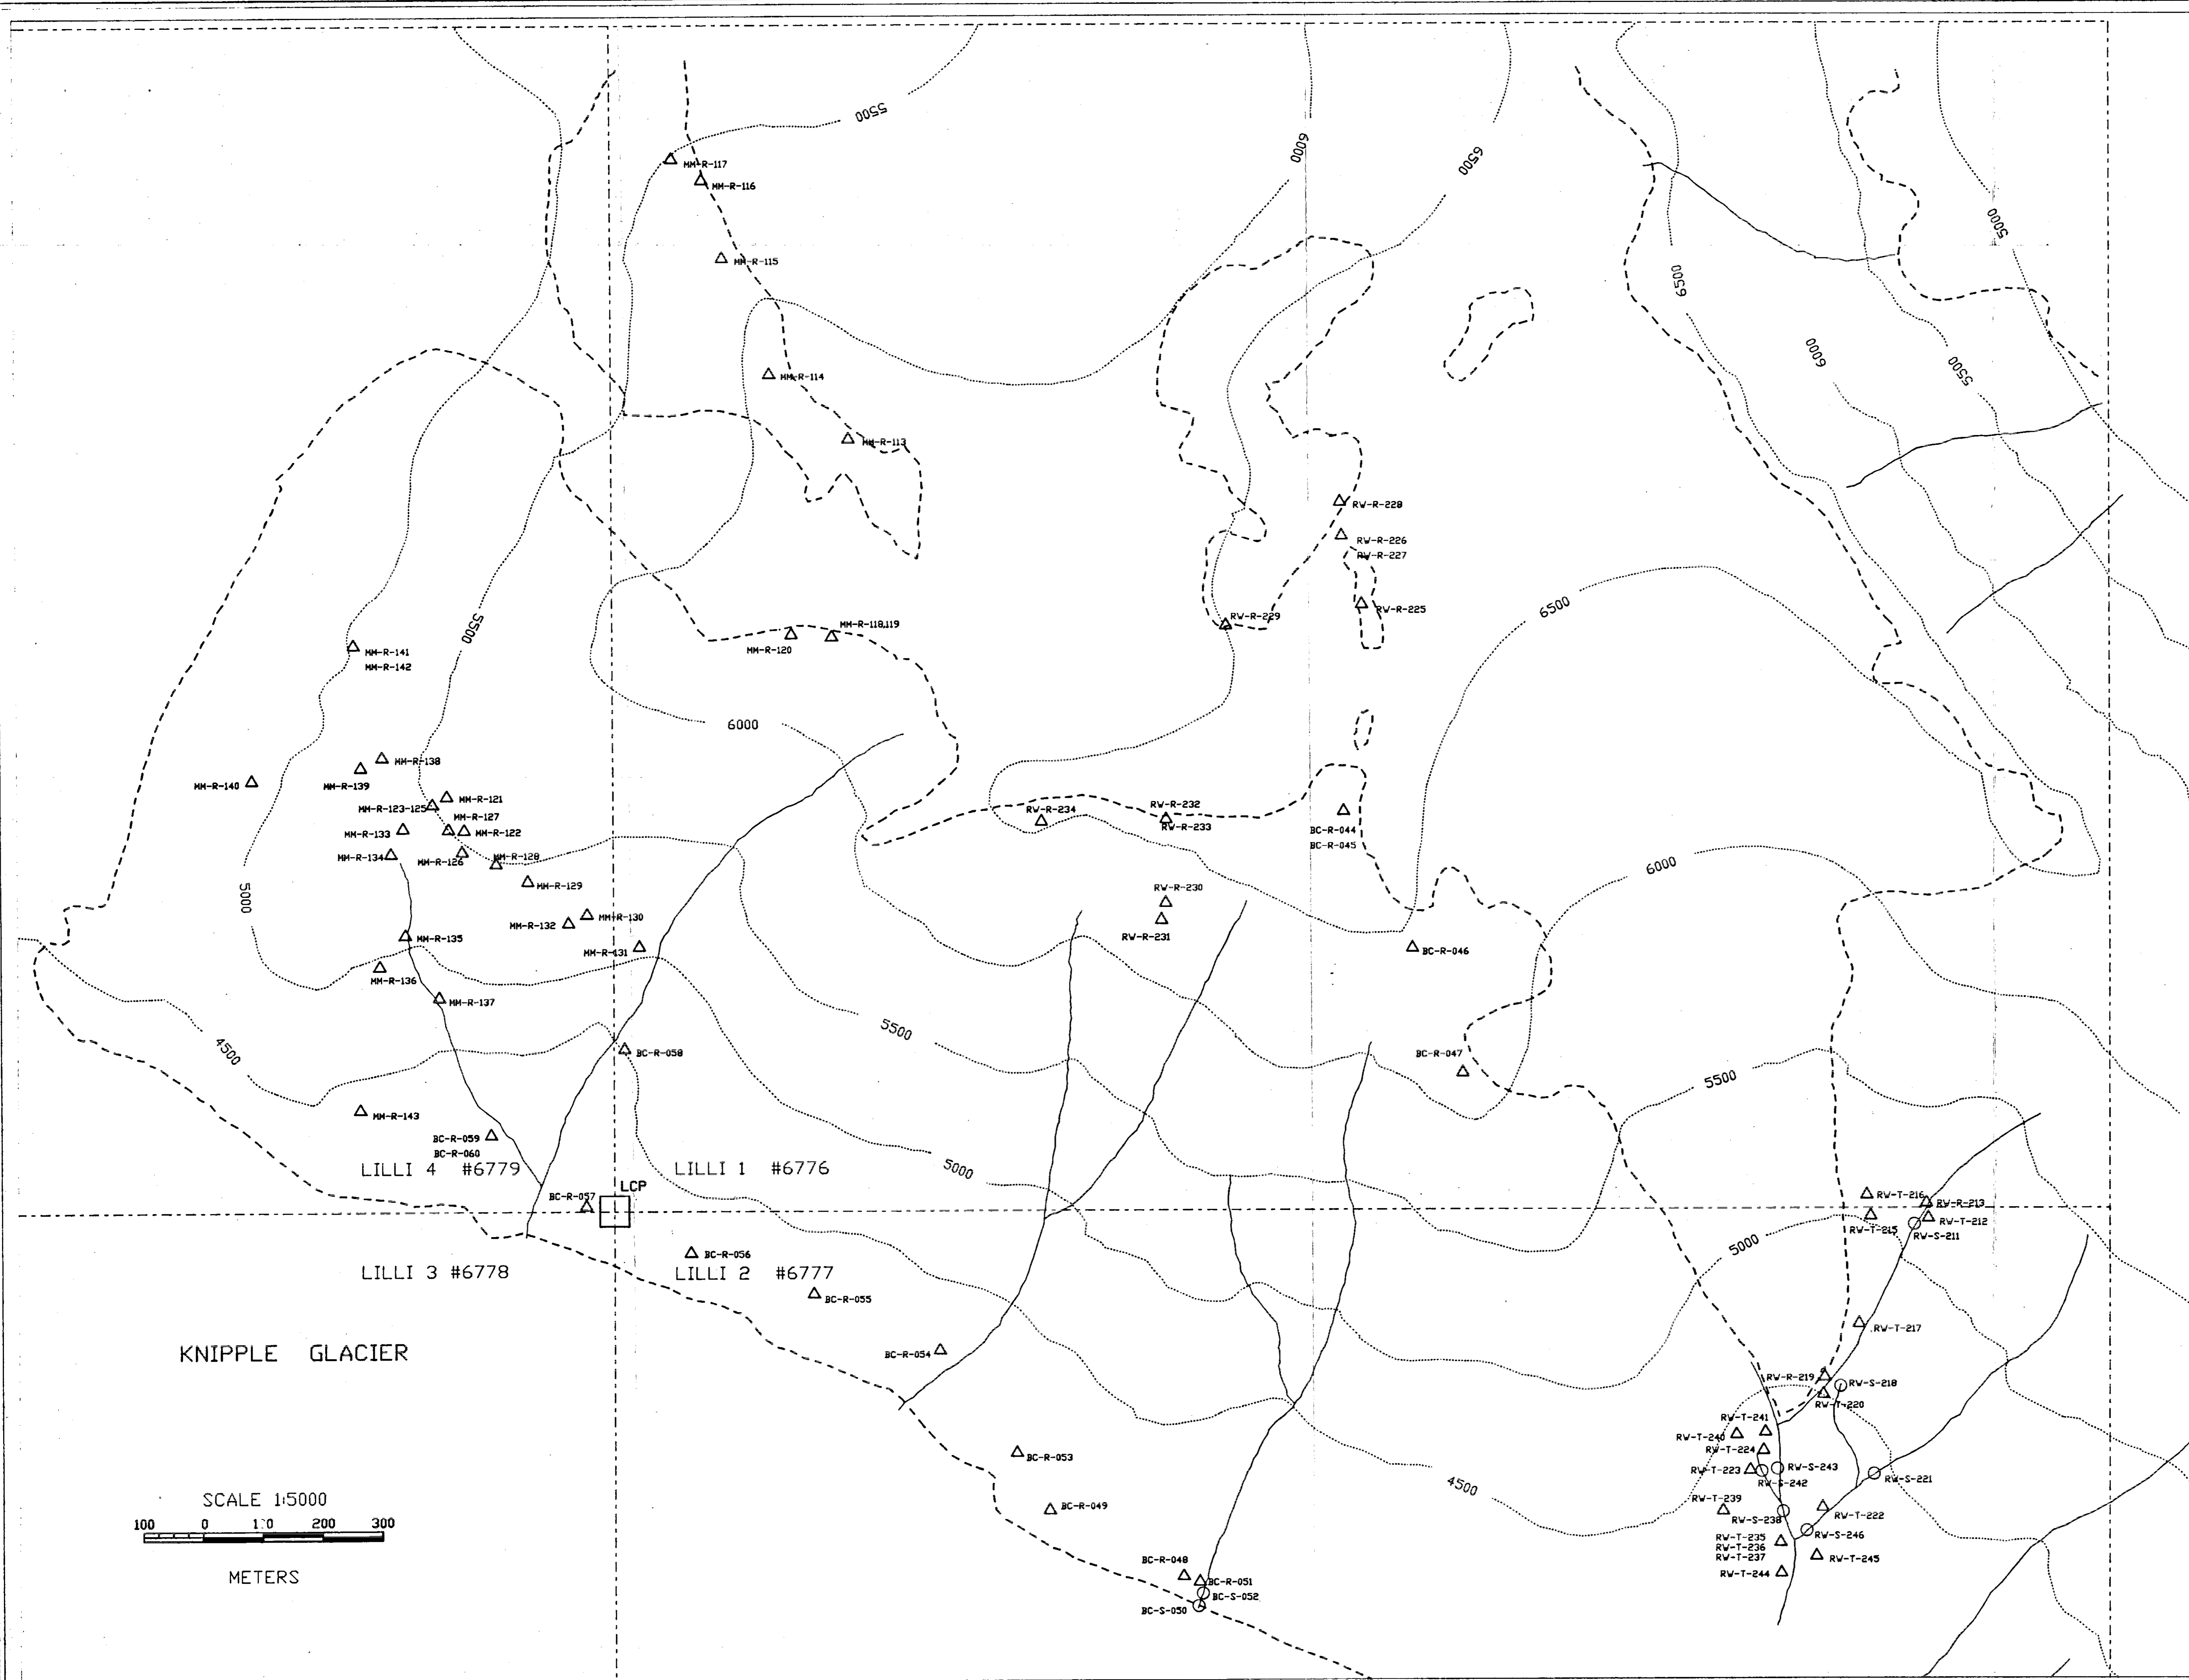 5500
6000
6500
5000
MM-R-117
MM-R-116
MM-R-115
6500
6000
5500
MM-R-114
MM-R-113
RW-R-228
RW-R-226
RW-R-227
RW-R-225
RW-R-229
6500
5500
MM-R-118,119
MM-R-120
MM-R-141
MM-R-142
6000
MM-R-138
MM-R-140
MM-R-139
MM-R-121
MM-R-123-125
MM-R-127
MM-R-133
MM-R-122
MM-R-134
MM-R-126
MM-R-128
MM-R-129
RW-R-234
RW-R-232
RW-R-233
BC-R-044
BC-R-045
6000
5000
RW-R-230
RW-R-231
MM-R-130
MM-R-132
MM-R-131
MM-R-135
MM-R-136
MM-R-137
BC-R-046
4500
5500
BC-R-058
BC-R-047
5500
MM-R-143
BC-R-059
BC-R-060
LILLI 4 #6779
LILLI 1 #6776
5000
BC-R-057
LCP
RW-T-216
RW-R-213
RW-T-215
RW-T-212
RW-S-211
5000
BC-R-056
LILLI 3 #6778
LILLI 2 #6777
BC-R-055
RW-T-217
KNIPPLE GLACIER
BC-R-054
RW-R-219
RW-S-218
RW-T-220
RW-T-241
RW-T-240
RW-T-224
BC-R-053
RW-T-223
RW-S-243
RW-S-242
RW-S-221
4500
SCALE 1:5000
100 0 1:0 200 300
METERS
BC-R-049
RW-T-239
RW-S-238
RW-T-222
RW-S-246
RW-T-235
RW-T-236
RW-T-237
RW-T-245
RW-T-244
BC-R-048
BC-R-051
BC-S-052
BC-S-050